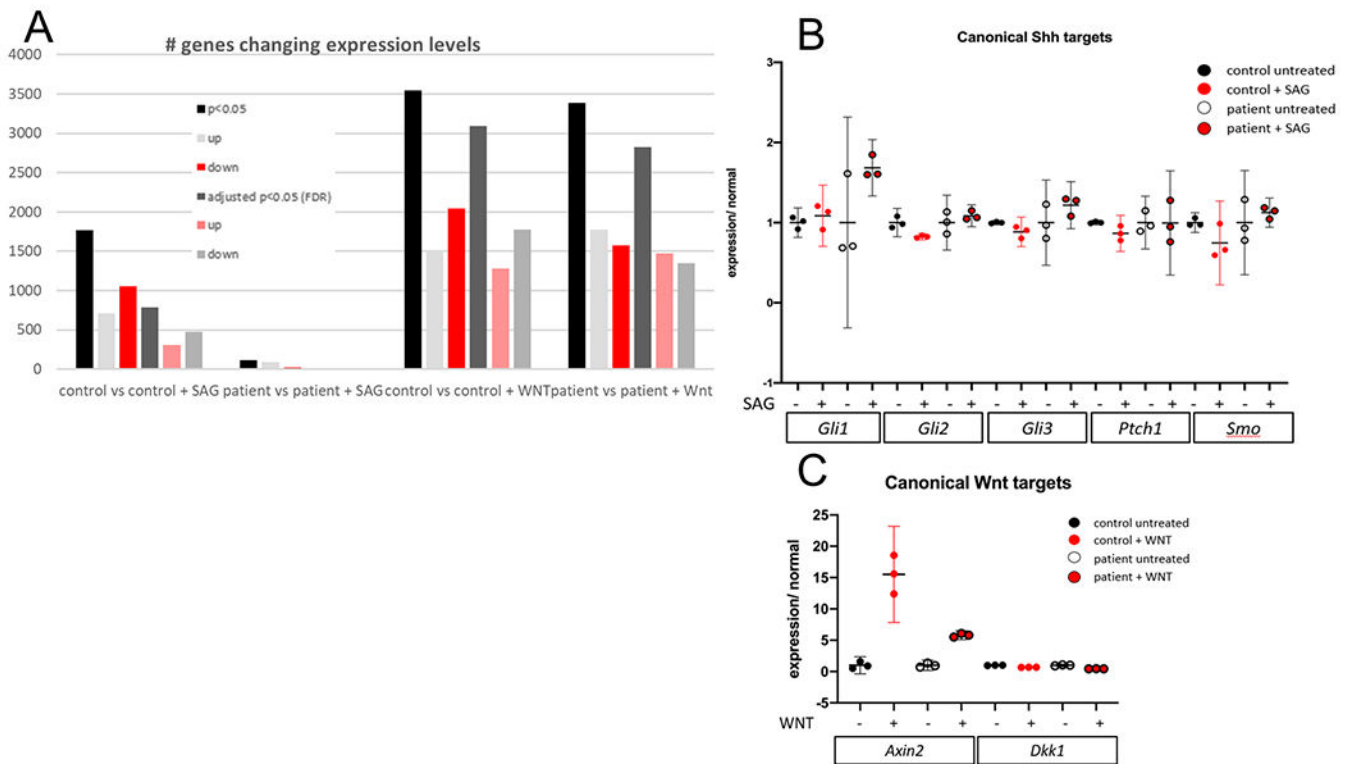 A
# genes changing expression levels
4000
3500
3000
2500
2000
1500
1000
500
0
p<0.05
up
down
adjusted p<0.05 (FDR)
up
down
control vs control + SAG patient vs patient + SAG control vs control + WNT patient vs patient + Wnt
B
Canonical Shh targets
control untreated
control + SAG
patient untreated
patient + SAG
expression/ normal
3
2
1
0
-1
SAG - + - + - + - + - + - + - + - + - + - +
Gli1 Gli2 Gli3 Ptch1 Smo
C
Canonical Wnt targets
control untreated
control + WNT
patient untreated
patient + WNT
expression/ normal
25
20
15
10
5
0
-5
WNT - + - + - + - +
Axin2 Dkk1